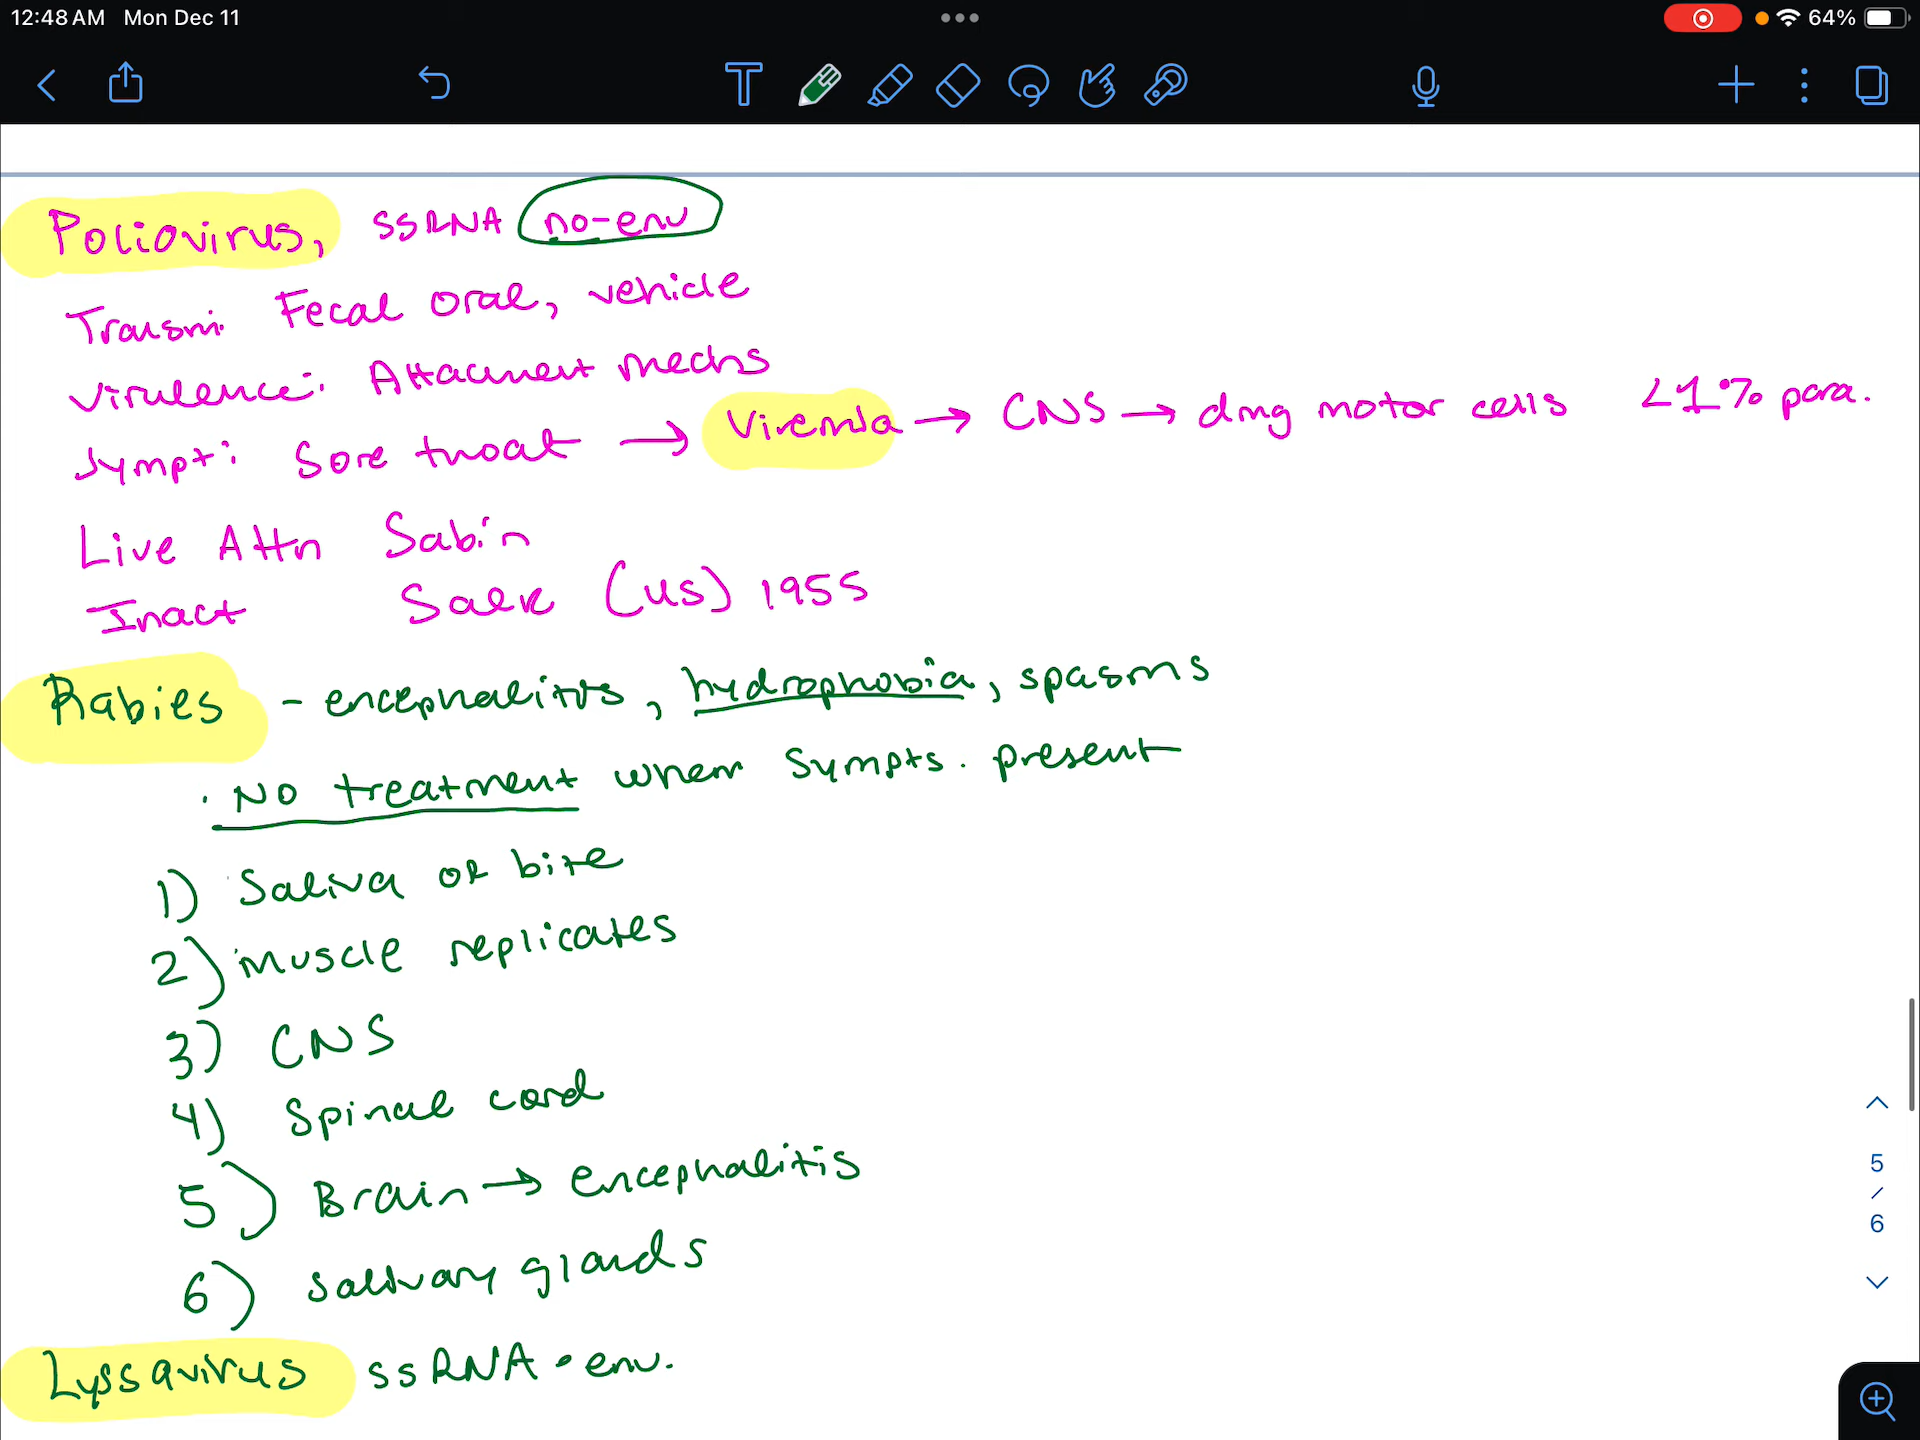 12:48 AM Mon Dec 11
64%
Poliovirus, ssRNA no-env
Transm: Fecal oral, vehicle
Virulence: Attacment mechs
Sympt: Sore throat → Viremia → CNS → dmg motor cells <1% para.
Live Attn Sabin
Inact Salk (US) 1955
Rabies - encephalitis, hydrophobia, spasms
. No treatment when sympts. present
1) Saliva or bite
2) muscle replicates
3) CNS
4) Spinal cord
5) Brain → encephalitis
6) Salivary glands
Lyssavirus ssRNA • env.
5
/
6